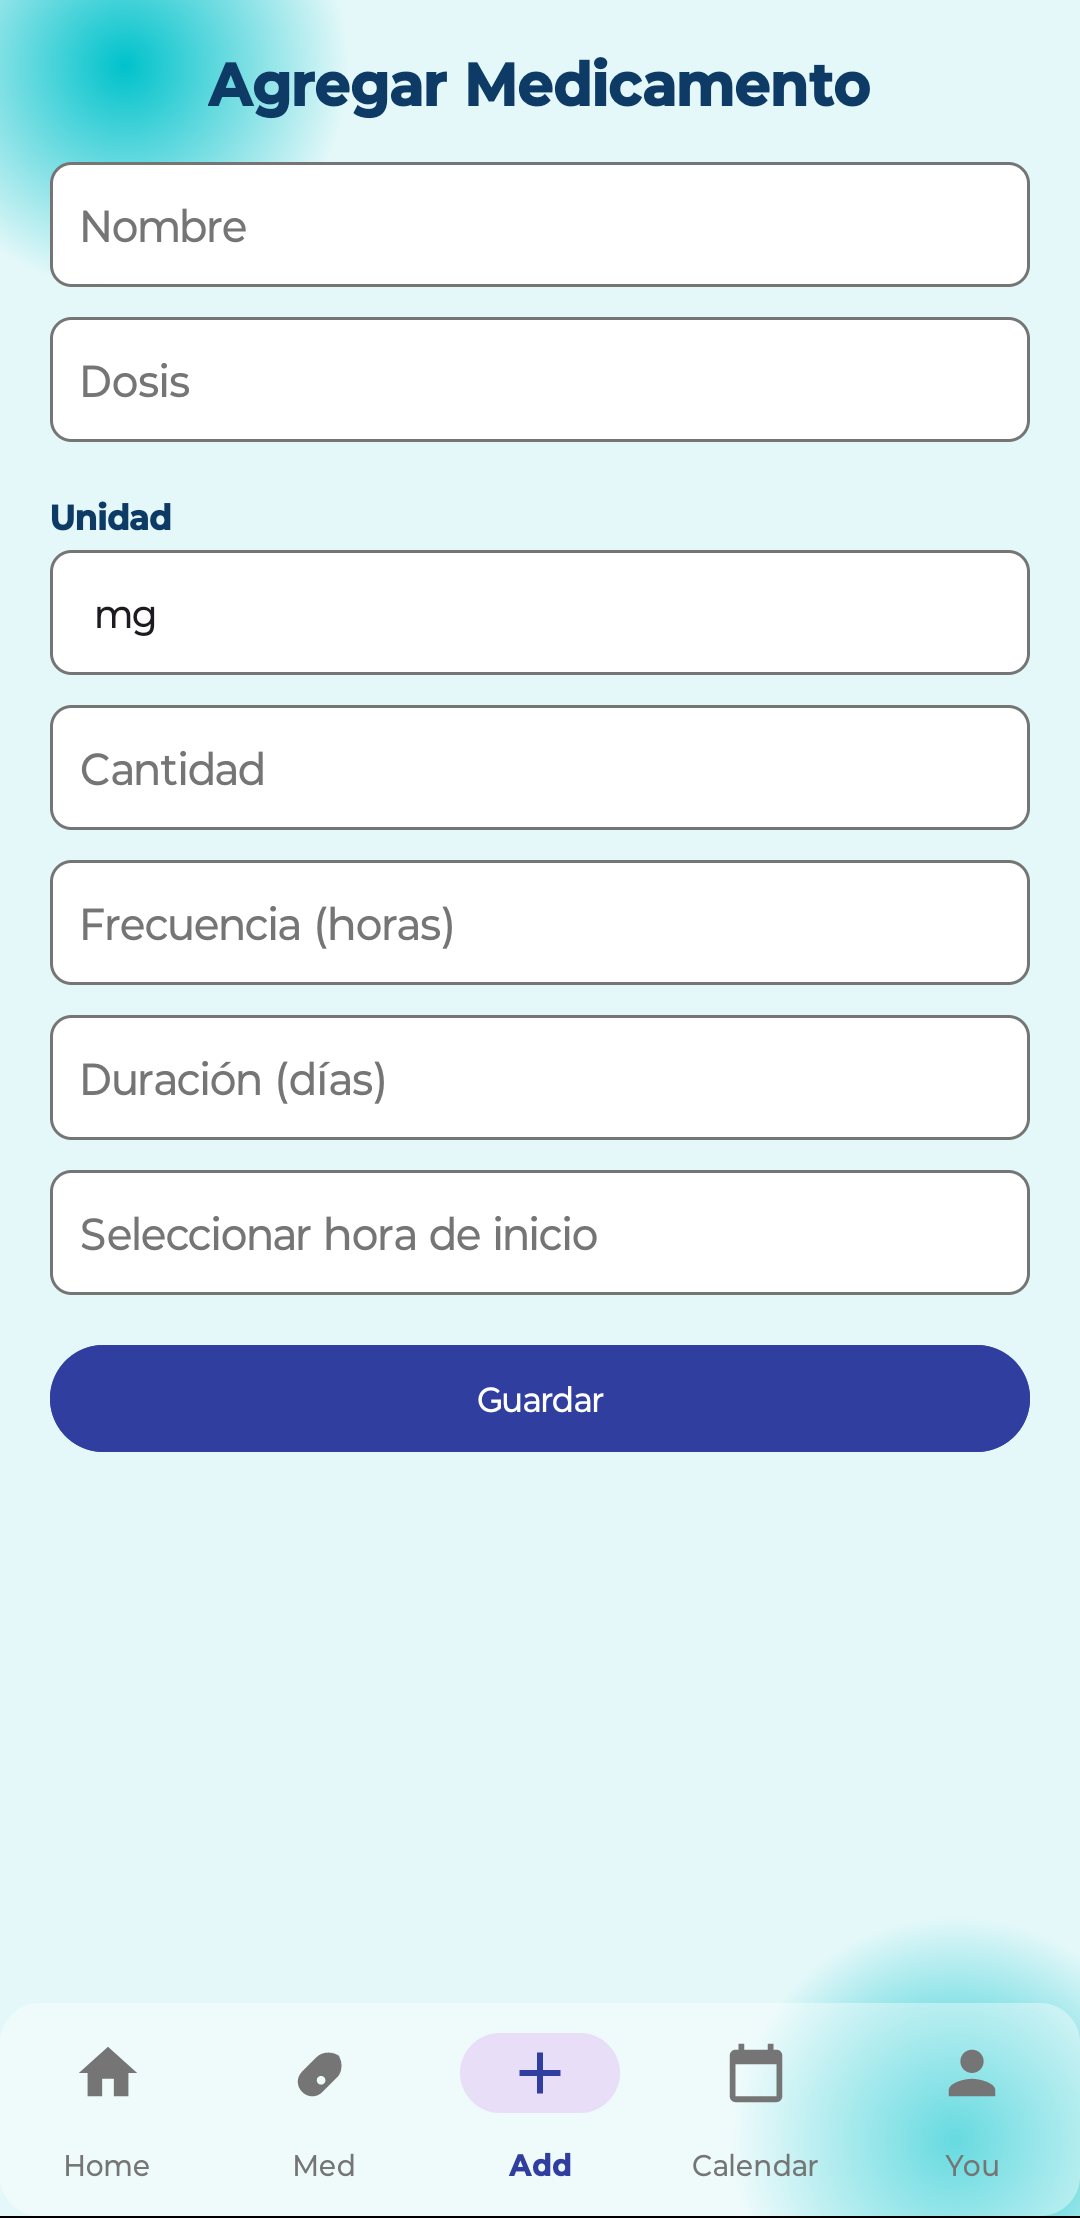 Agregar Medicamento
Nombre
Dosis
Unidad
mg
Cantidad
Frecuencia (horas)
Duración (días)
Seleccionar hora de inicio
Guardar
Home
Med
Add
Calendar
You